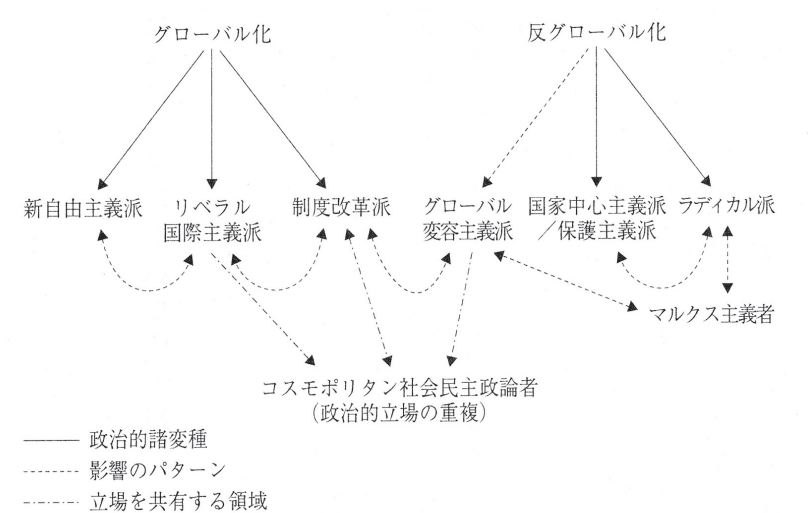 グローバル化
反グローバル化
新自由主義派
リベラル
国際主義派
制度改革派
グローバル
変容主義派
国家中心主義派
／保護主義派
ラディカル派
マルクス主義者
コスモポリタン社会民主政論者
(政治的立場の重複)
政治的諸変種
影響のパターン
立場を共有する領域